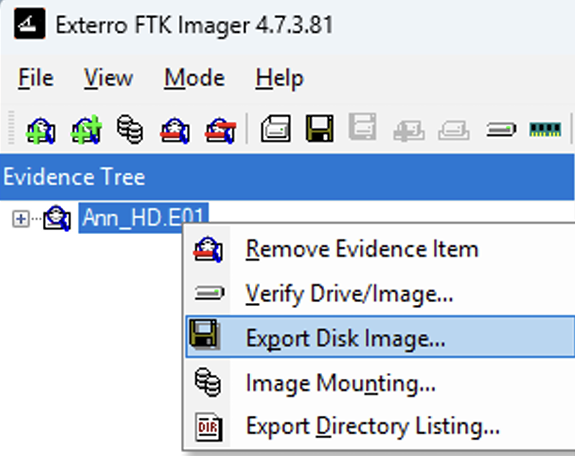 Exterro FTK Imager 4.7.3.81
File View Mode Help
Evidence Tree
Ann_HD.E01
Remove Evidence Item
Verify Drive/Image...
Export Disk Image...
Image Mounting...
DIR
Export Directory Listing...